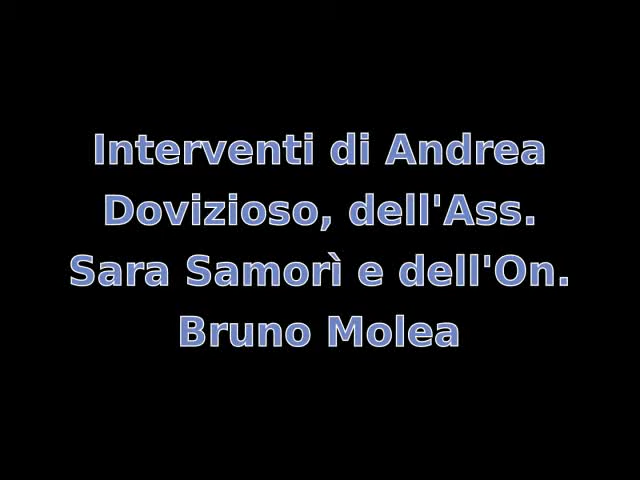 Interventi di Andrea
Dovizioso, dell'Ass.
Sara Samorì e dell'On.
Bruno Molea